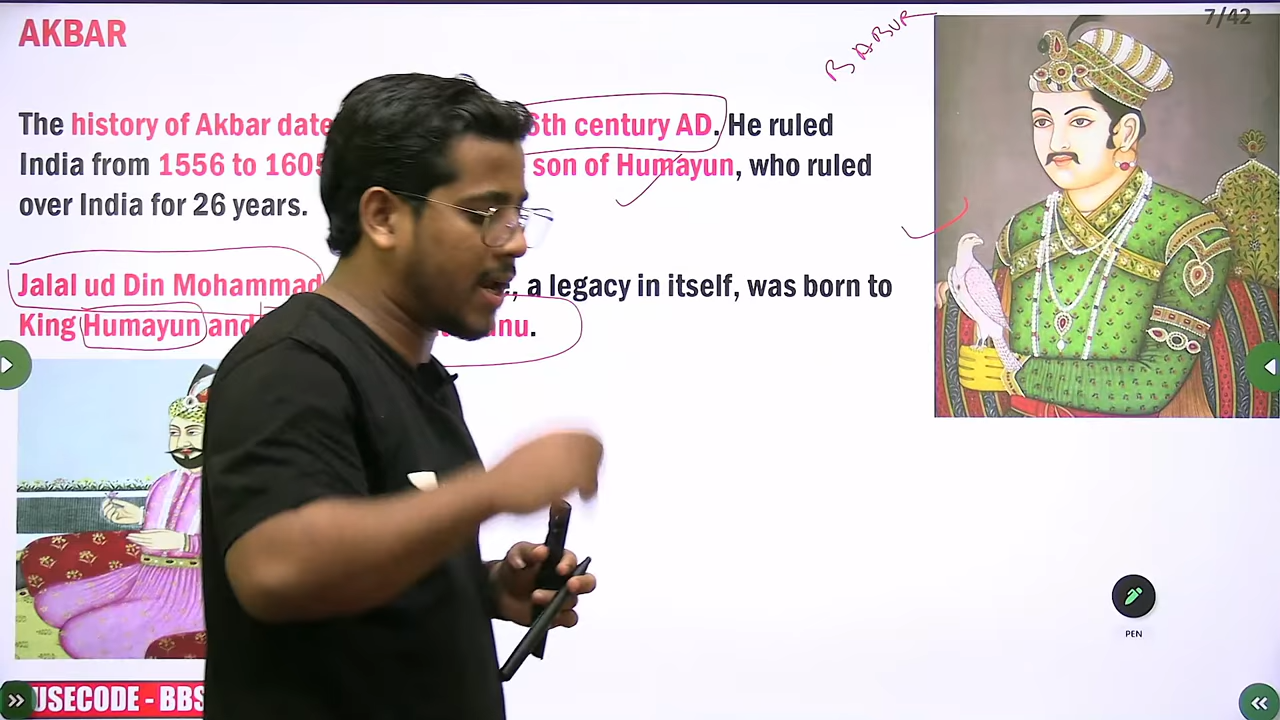 AKBAR
7/42
BABUR
The history of Akbar date 6th century AD. He ruled
India from 1556 to 1605 son of Humayun, who ruled
over India for 26 years.
Jalal ud Din Mohammad , a legacy in itself, was born to
King Humayun and nu.
PEN
USECODE - BBS